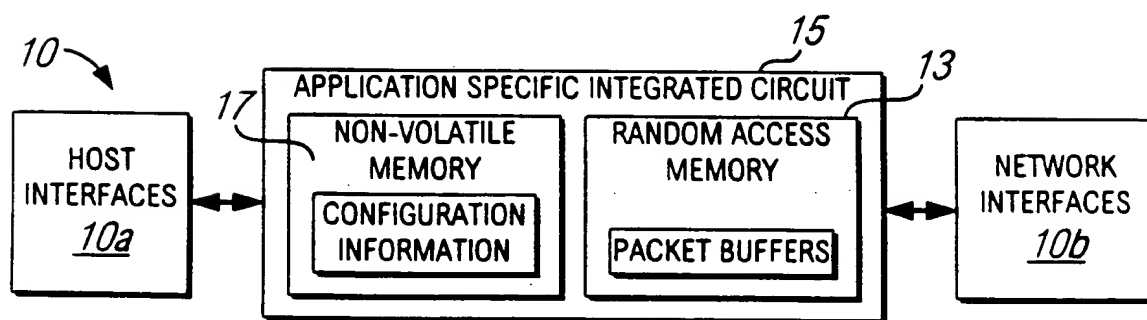 10
15
APPLICATION SPECIFIC INTEGRATED CIRCUIT
13
17
HOST
INTERFACES
10a
NON-VOLATILE
MEMORY
CONFIGURATION
INFORMATION
RANDOM ACCESS
MEMORY
PACKET BUFFERS
NETWORK
INTERFACES
10b